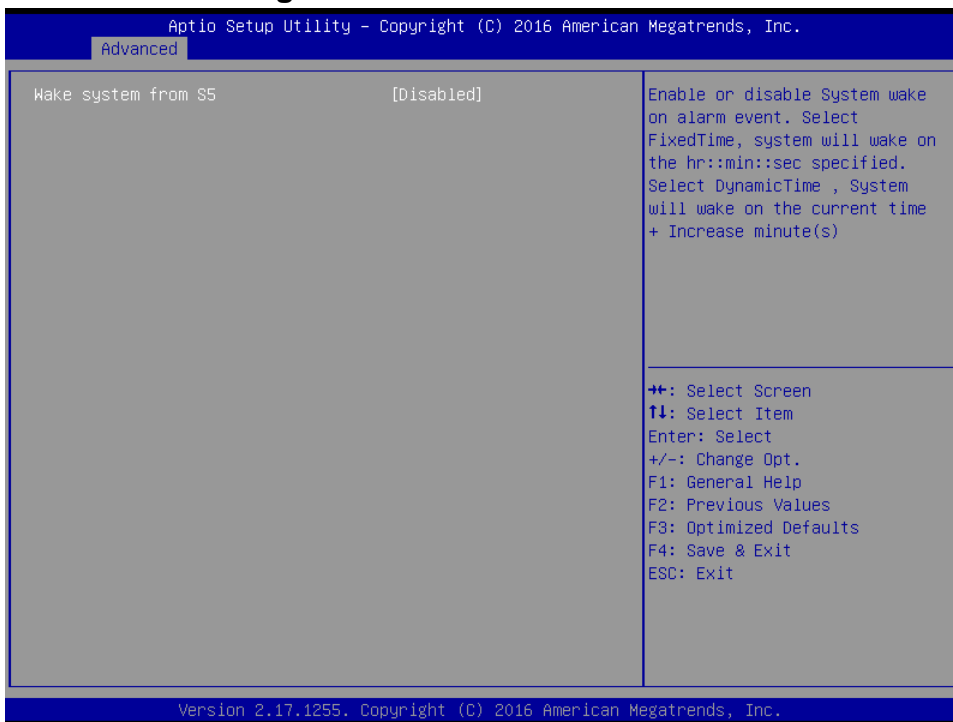 Aptio Setup Utility – Copyright (C) 2016 American Megatrends, Inc.
Advanced
Wake system from S5 [Disabled]
Enable or disable System wake
on alarm event. Select
FixedTime, system will wake on
the hr::min::sec specified.
Select DynamicTime , System
will wake on the current time
+ Increase minute(s)
→←: Select Screen
↑↓: Select Item
Enter: Select
+/-: Change Opt.
F1: General Help
F2: Previous Values
F3: Optimized Defaults
F4: Save & Exit
ESC: Exit
Version 2.17.1255. Copyright (C) 2016 American Megatrends, Inc.